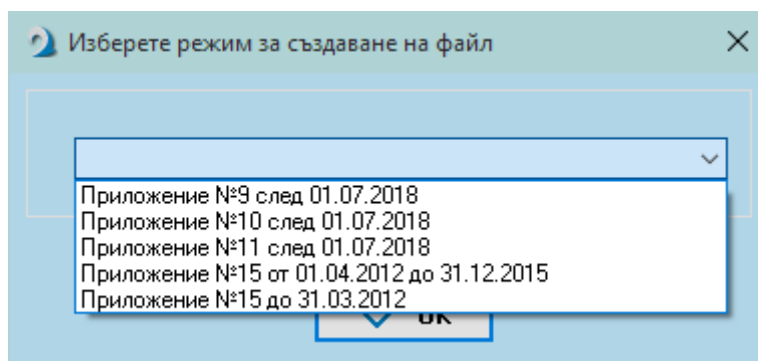 Изберете режим за създаване на файл
Приложение №9 след 01.07.2018
Приложение №10 след 01.07.2018
Приложение №11 след 01.07.2018
Приложение №15 от 01.04.2012 до 31.12.2015
Приложение №15 до 31.03.2012
OK